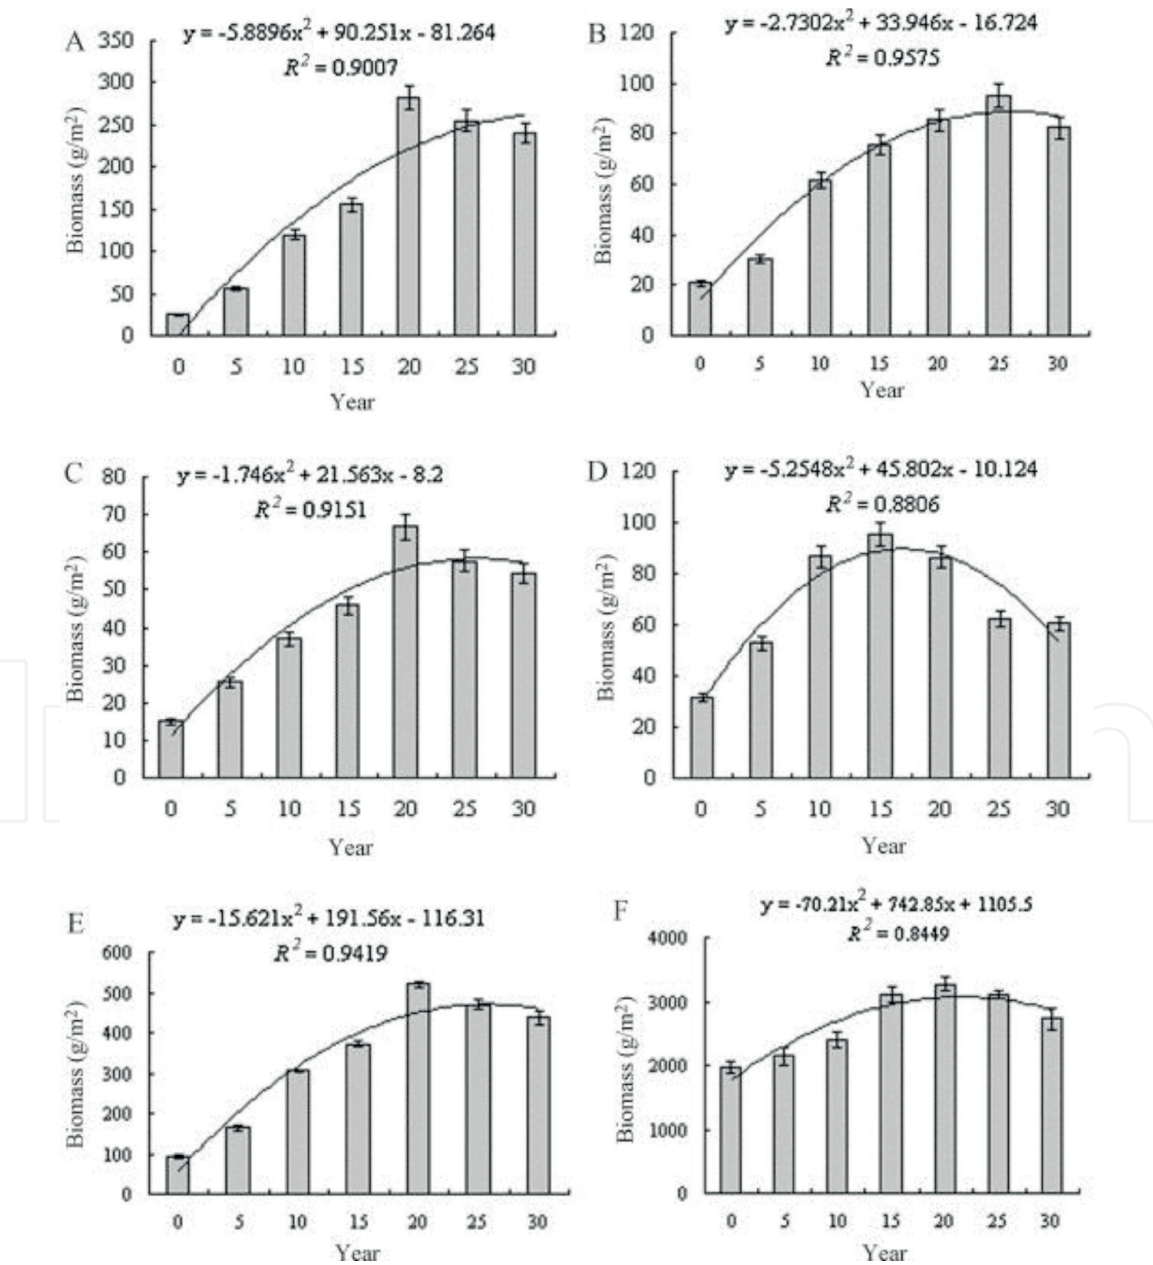 A
y = -5.8896x² + 90.251x - 81.264
R² = 0.9007
350
300
250
200
150
100
50
0
Biomass (g/m²)
0 5 10 15 20 25 30
Year
B
y = -2.7302x² + 33.946x - 16.724
R² = 0.9575
120
100
80
60
40
20
0
Biomass (g/m²)
0 5 10 15 20 25 30
Year
C
y = -1.746x² + 21.563x - 8.2
R² = 0.9151
80
70
60
50
40
30
20
10
0
Biomass (g/m²)
0 5 10 15 20 25 30
Year
D
y = -5.2548x² + 45.802x - 10.124
R² = 0.8806
120
100
80
60
40
20
0
Biomass (g/m²)
0 5 10 15 20 25 30
Year
E
y = -15.621x² + 191.56x - 116.31
R² = 0.9419
600
500
400
300
200
100
0
Biomass (g/m²)
0 5 10 15 20 25 30
Year
F
y = -70.21x² + 742.85x + 1105.5
R² = 0.8449
4000
3000
2000
1000
0
Biomass (g/m²)
0 5 10 15 20 25 30
Year